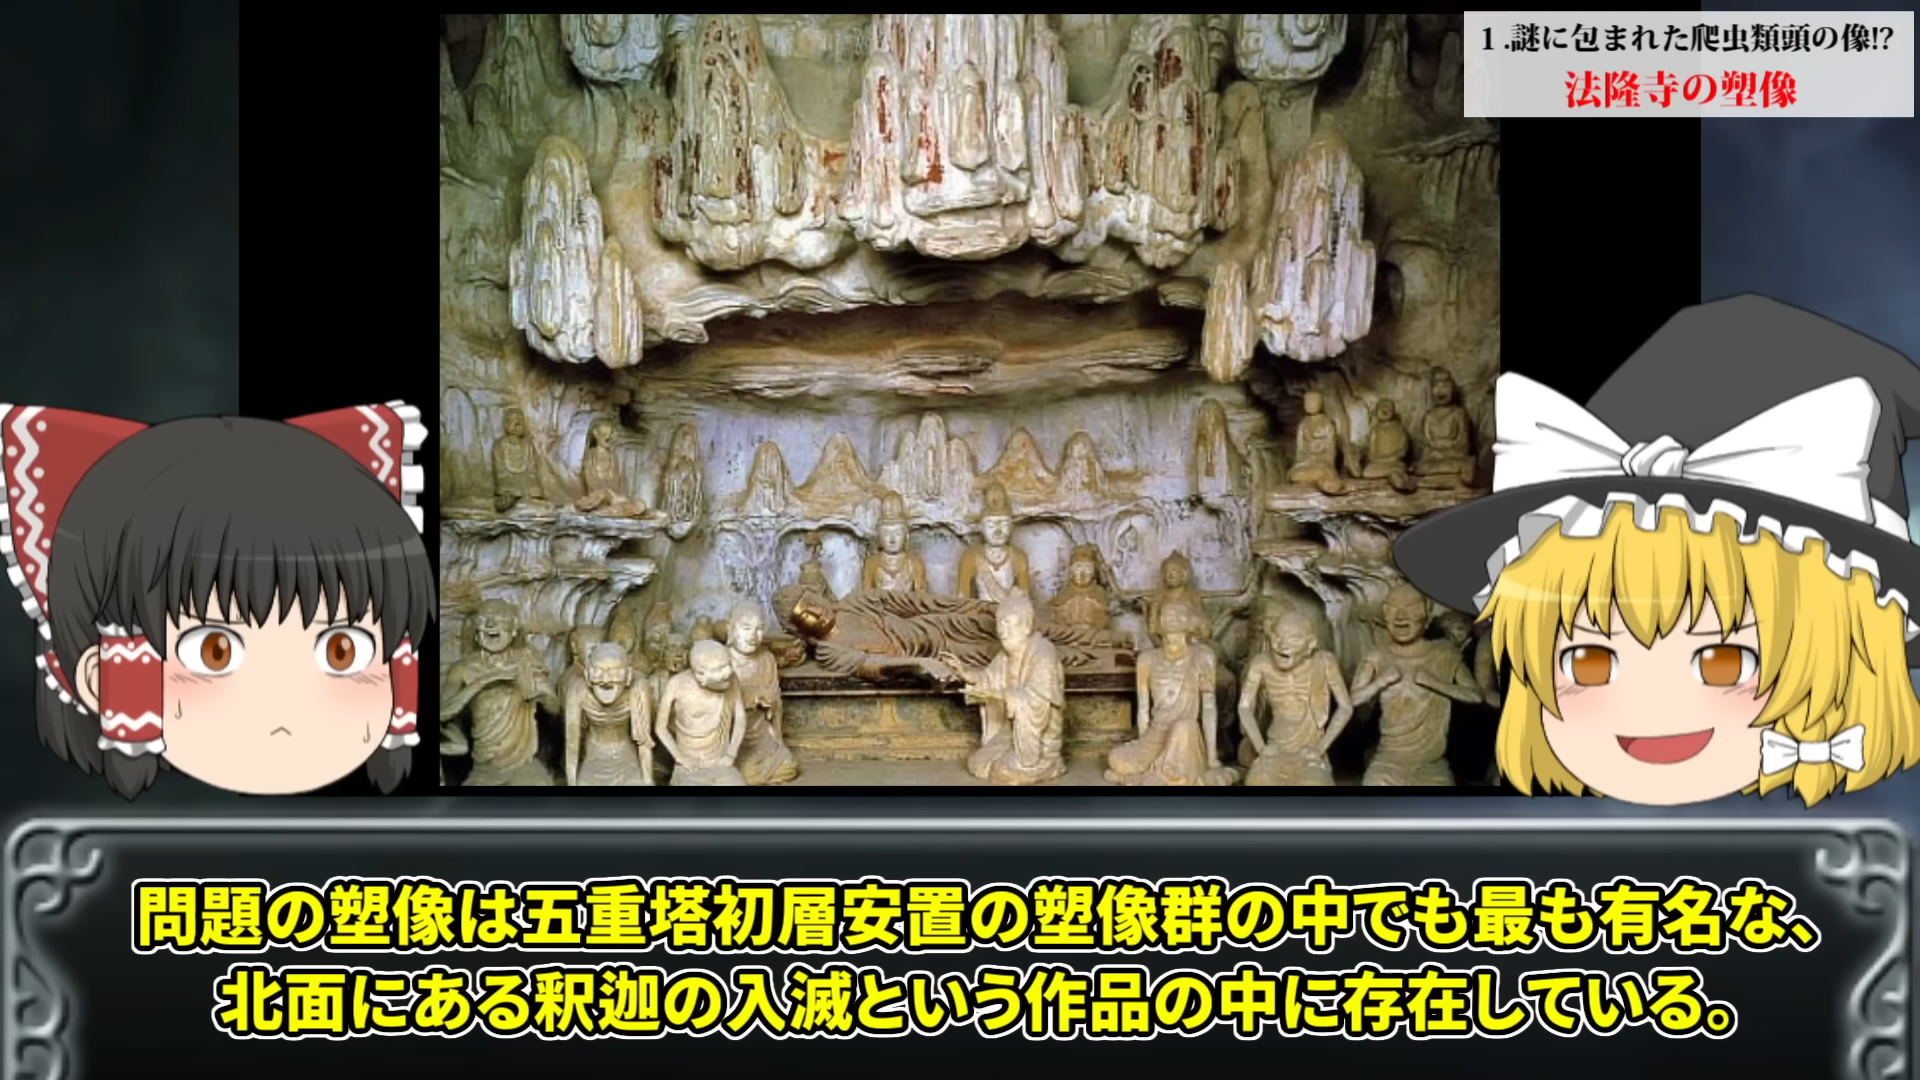 1.謎に包まれた爬虫類頭の像!?
法隆寺の塑像
問題の塑像は五重塔初層安置の塑像群の中でも最も有名な、
北面にある釈迦の入滅という作品の中に存在している。